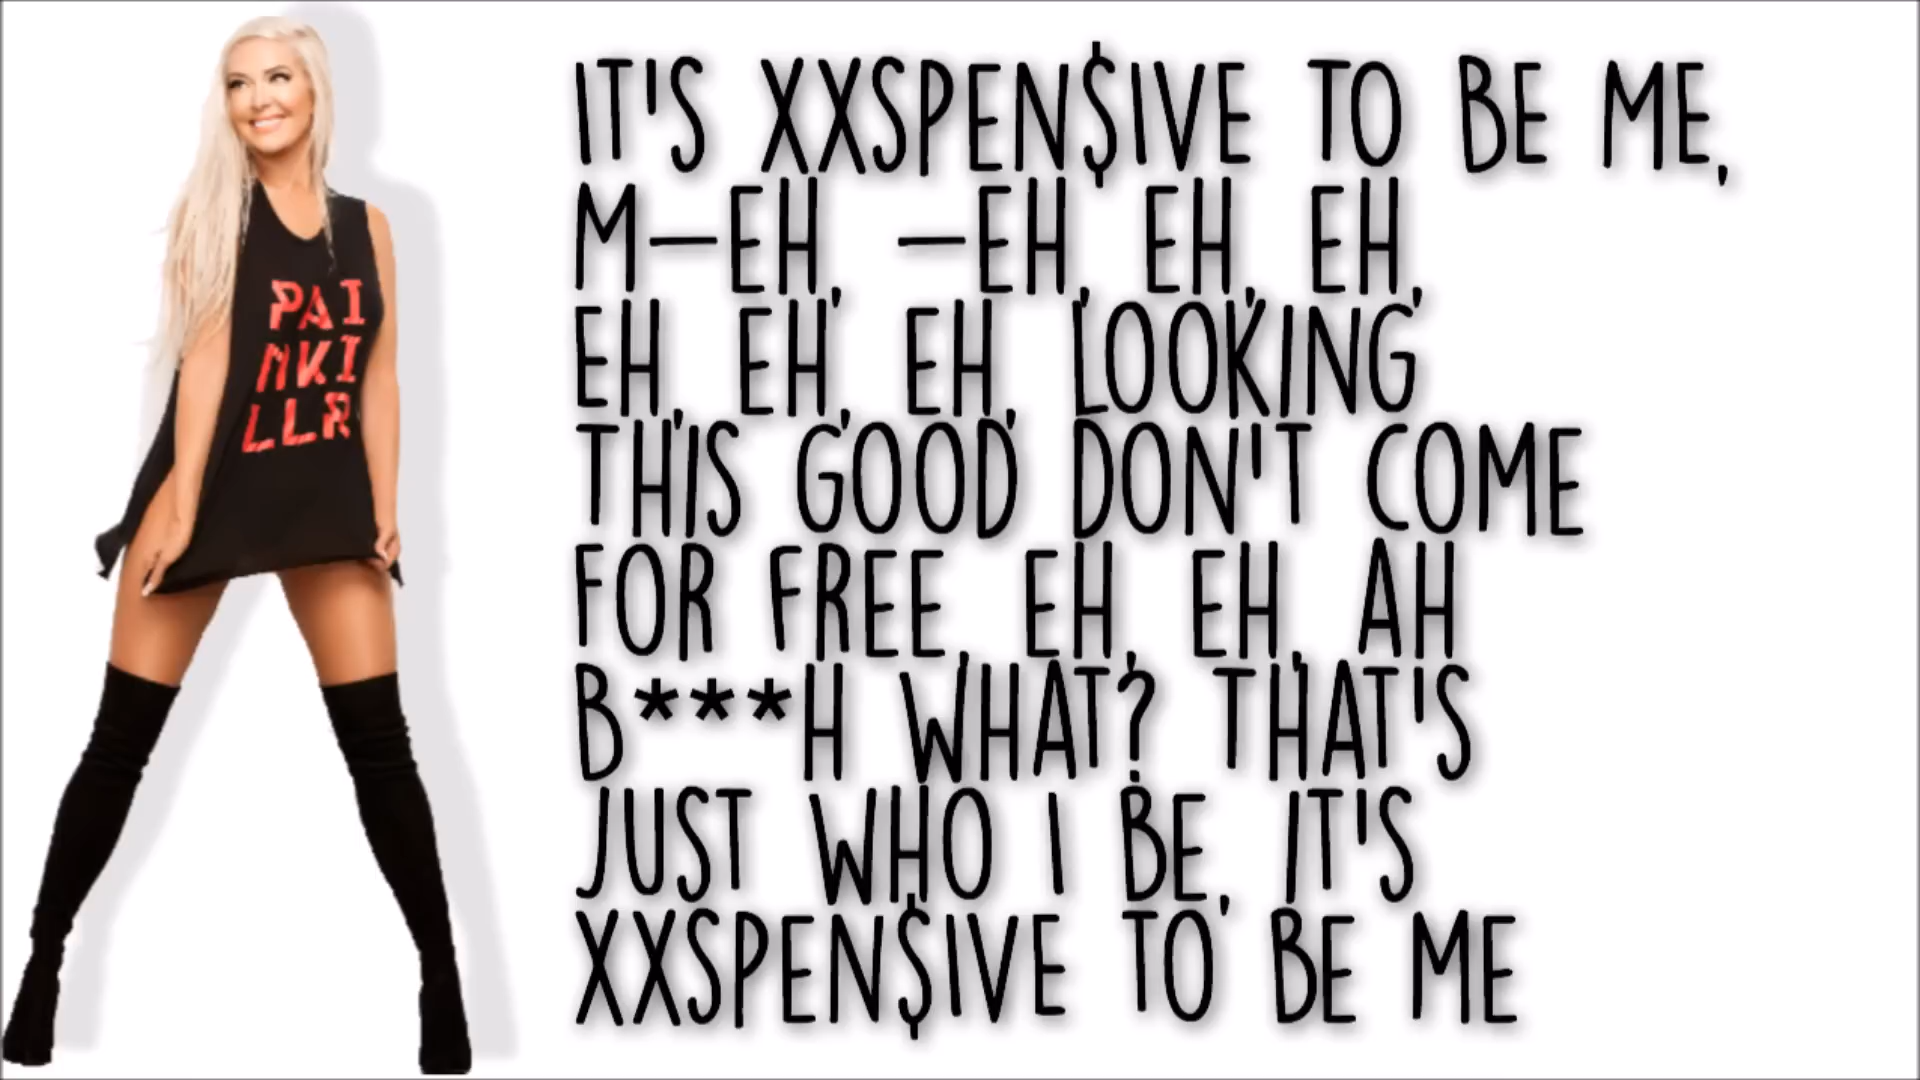 PAI
NKI
LLR
IT'S XXSPEN$IVE TO BE ME,
M—EH, —EH, EH, EH,
EH, EH, EH, LOOKING
THIS GOOD DON'T COME
FOR FREE, EH, EH, AH
B***H WHAT? THAT'S
JUST WHO I BE, IT'S
XXSPEN$IVE TO BE ME